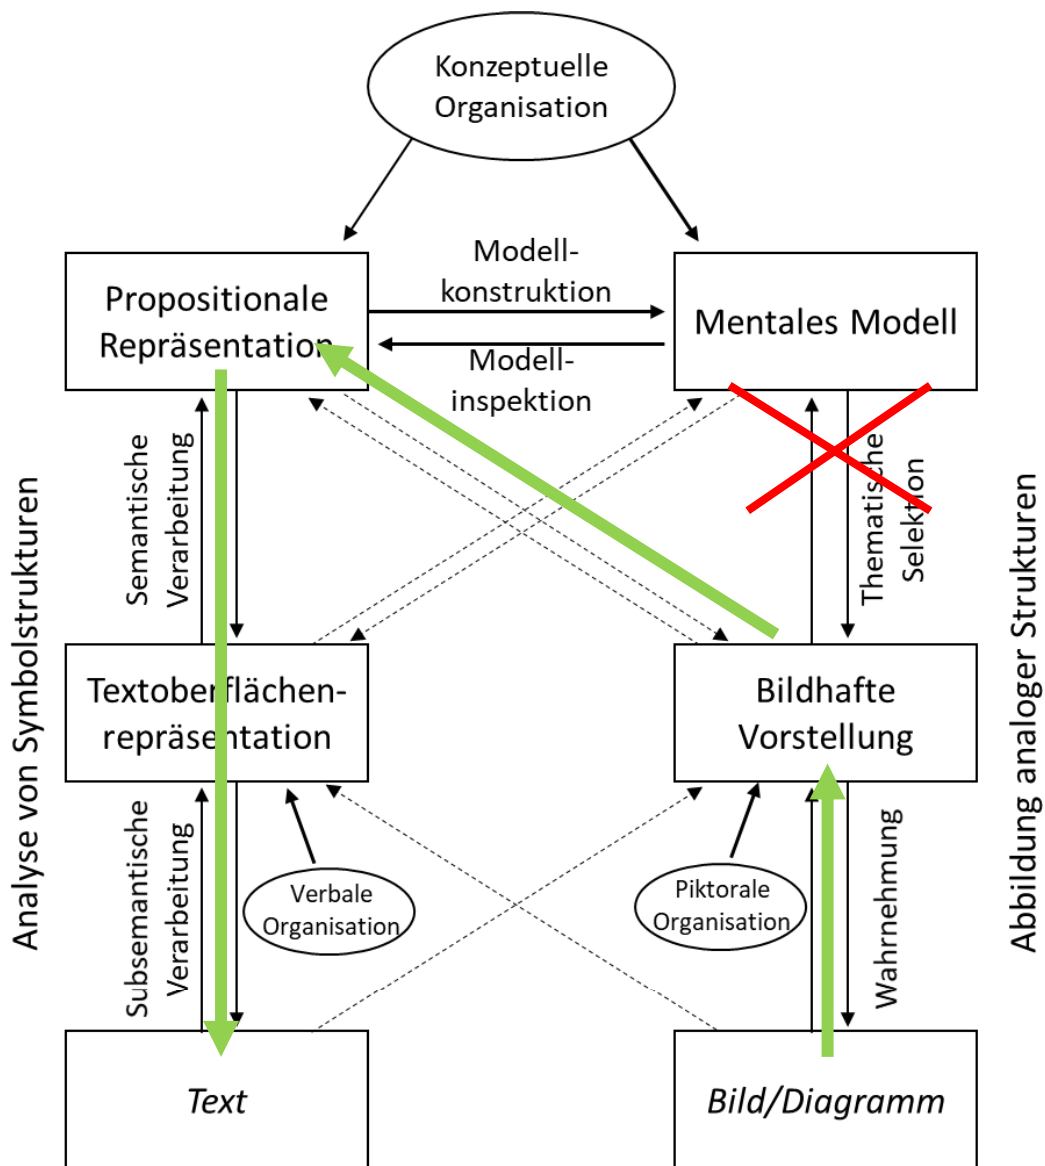 Konzeptuelle
Organisation
Propositionale
Repräsentation
Modell-
konstruktion
Modell-
inspektion
Mentales Modell
Analyse von Symbolstrukturen
Semantische
Verarbeitung
Thematische
Selektion
Abbildung analoger Strukturen
Textoberflächen-
repräsentation
Bildhafte
Vorstellung
Subsemantische
Verarbeitung
Verbale
Organisation
Piktorale
Organisation
Wahrnehmung
Text
Bild/Diagramm